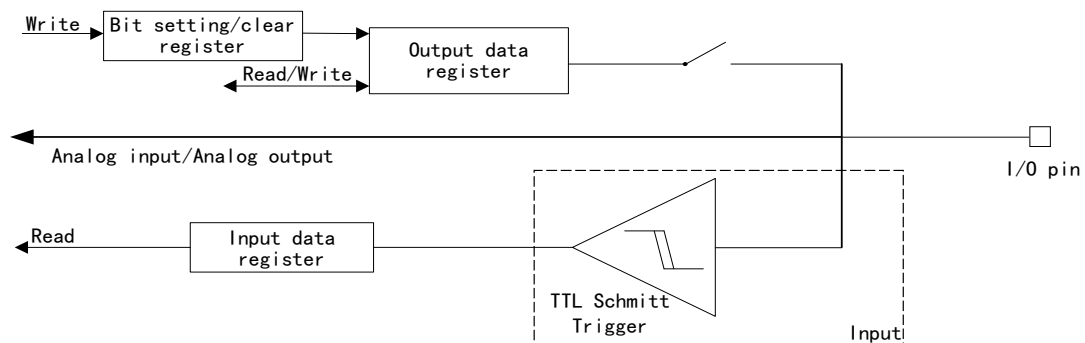 Write
Bit setting/clear
register
Output data
register
Read/Write
Analog input/Analog output
I/O pin
Read
Input data
register
TTL Schmitt
Trigger
Input